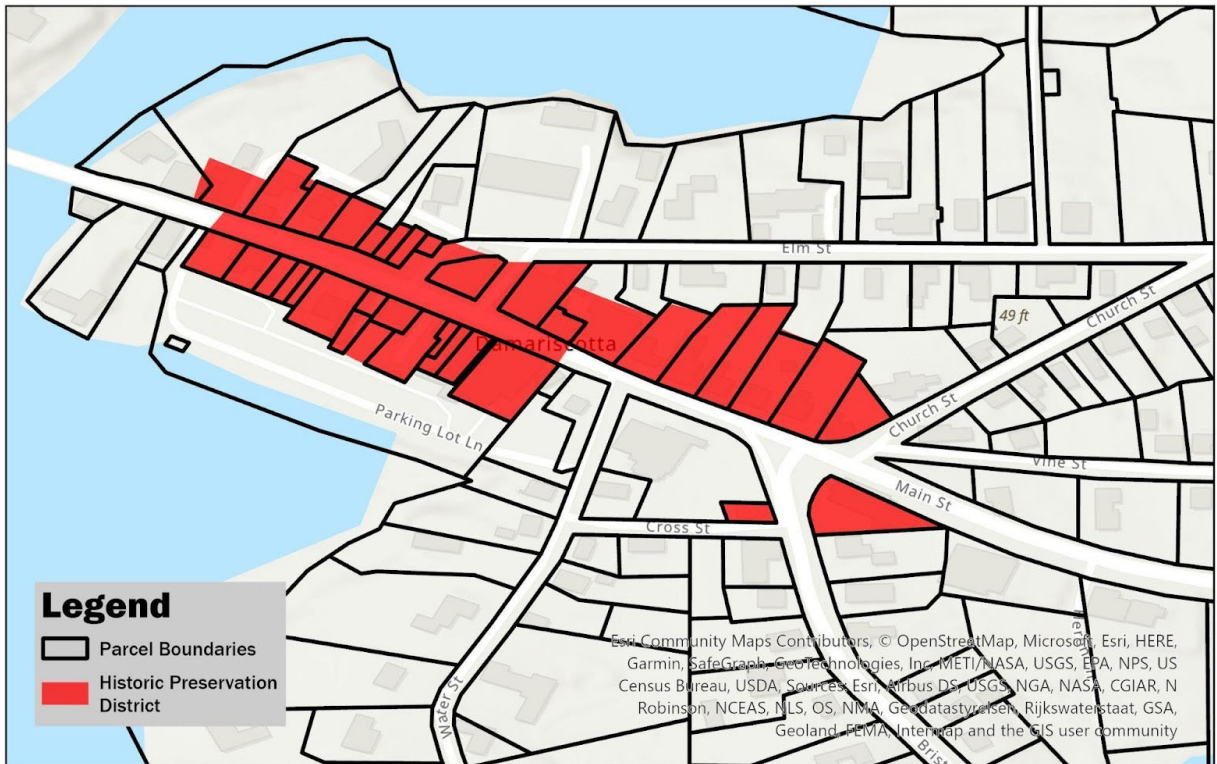 Elm St
49 ft
Church St
Damariscotta
Church St
Parking Lot Ln
Vine St
Main St
Cross St
Water St
Legend
Parcel Boundaries
Historic Preservation
District
Esri Community Maps Contributors, © OpenStreetMap, Microsoft, Esri, HERE,
Garmin, SafeGraph, GeoTechnologies, Inc, METI/NASA, USGS, EPA, NPS, US
Census Bureau, USDA, Sources: Esri, Airbus DS, USGS, NGA, NASA, CGIAR, N
Robinson, NCEAS, NLS, OS, NMA, Geodatastyrelsen, Rijkswaterstaat, GSA,
Geoland, FEMA, Intermap and the GIS user community